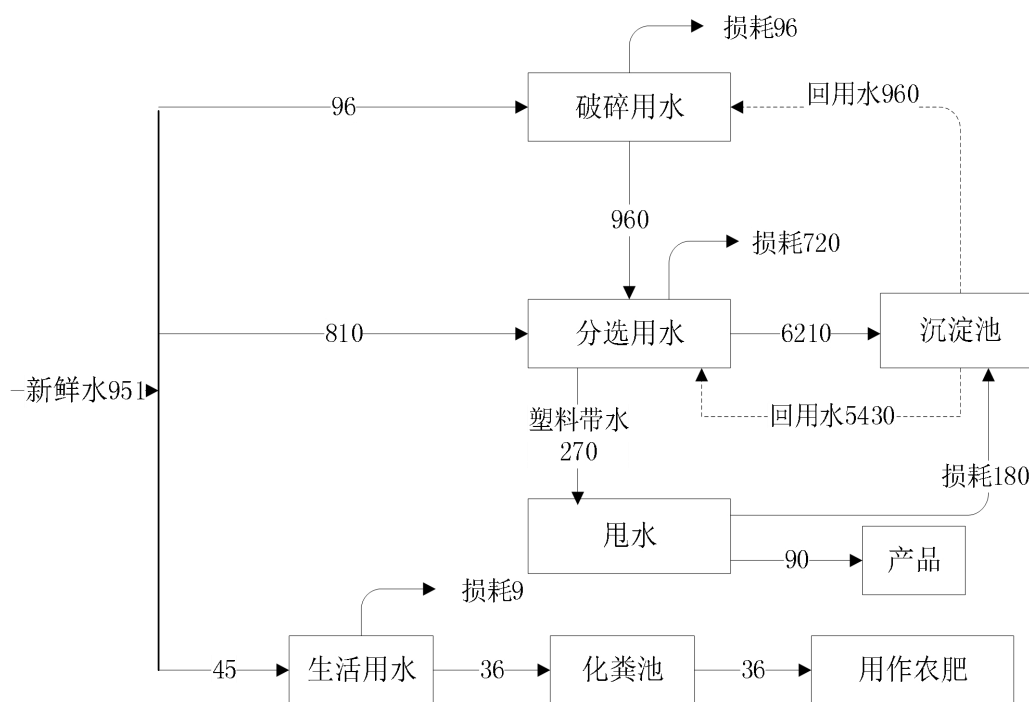 损耗96
96
破碎用水
回用水960
960
损耗720
810
分选用水
6210
沉淀池
新鲜水951
回用水5430
塑料带水
270
损耗180
甩水
90
产品
损耗9
45
生活用水
36
化粪池
36
用作农肥